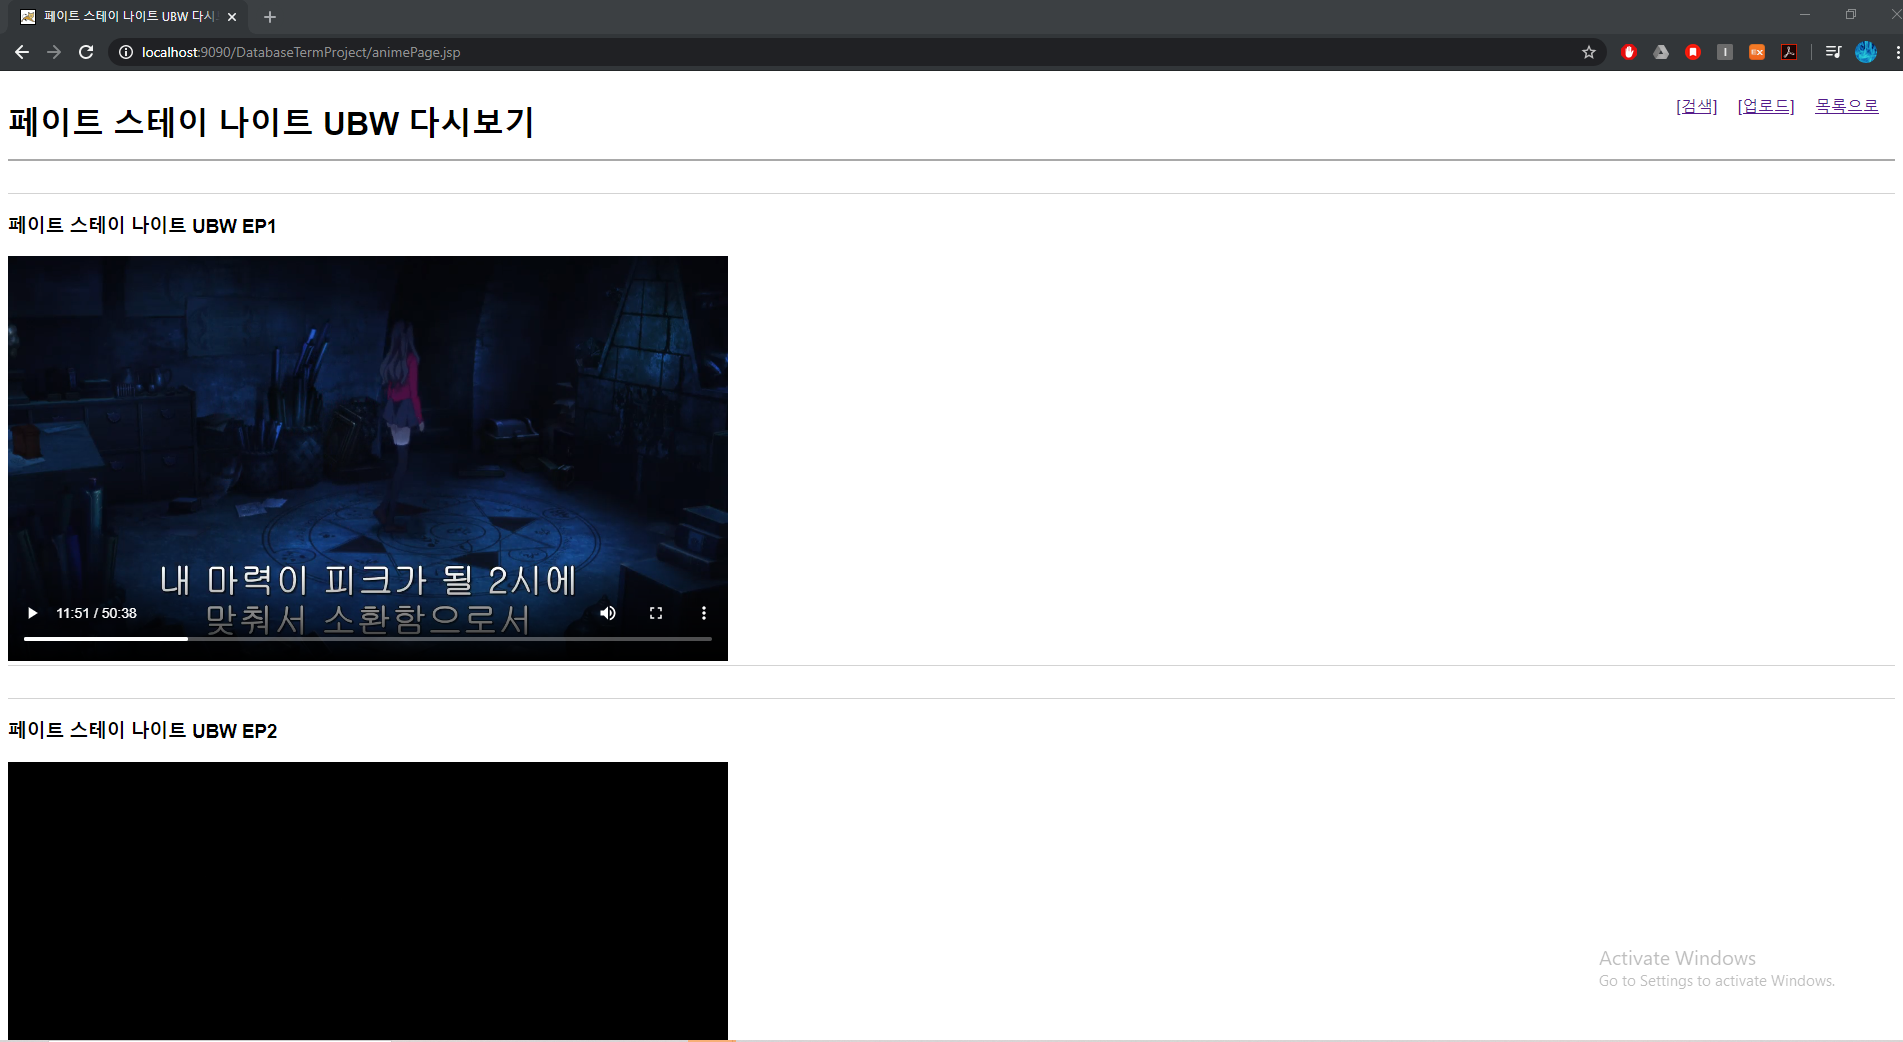 페이트 스테이 나이트 UBW 다시
localhost:9090/DatabaseTermProject/animePage.jsp
페이트 스테이 나이트 UBW 다시보기
[검색] [업로드] 목록으로
페이트 스테이 나이트 UBW EP1
내 마력이 피크가 될 2시에
맞춰서 소환함으로서
11:51 / 50:38
페이트 스테이 나이트 UBW EP2
Activate Windows
Go to Settings to activate Windows.